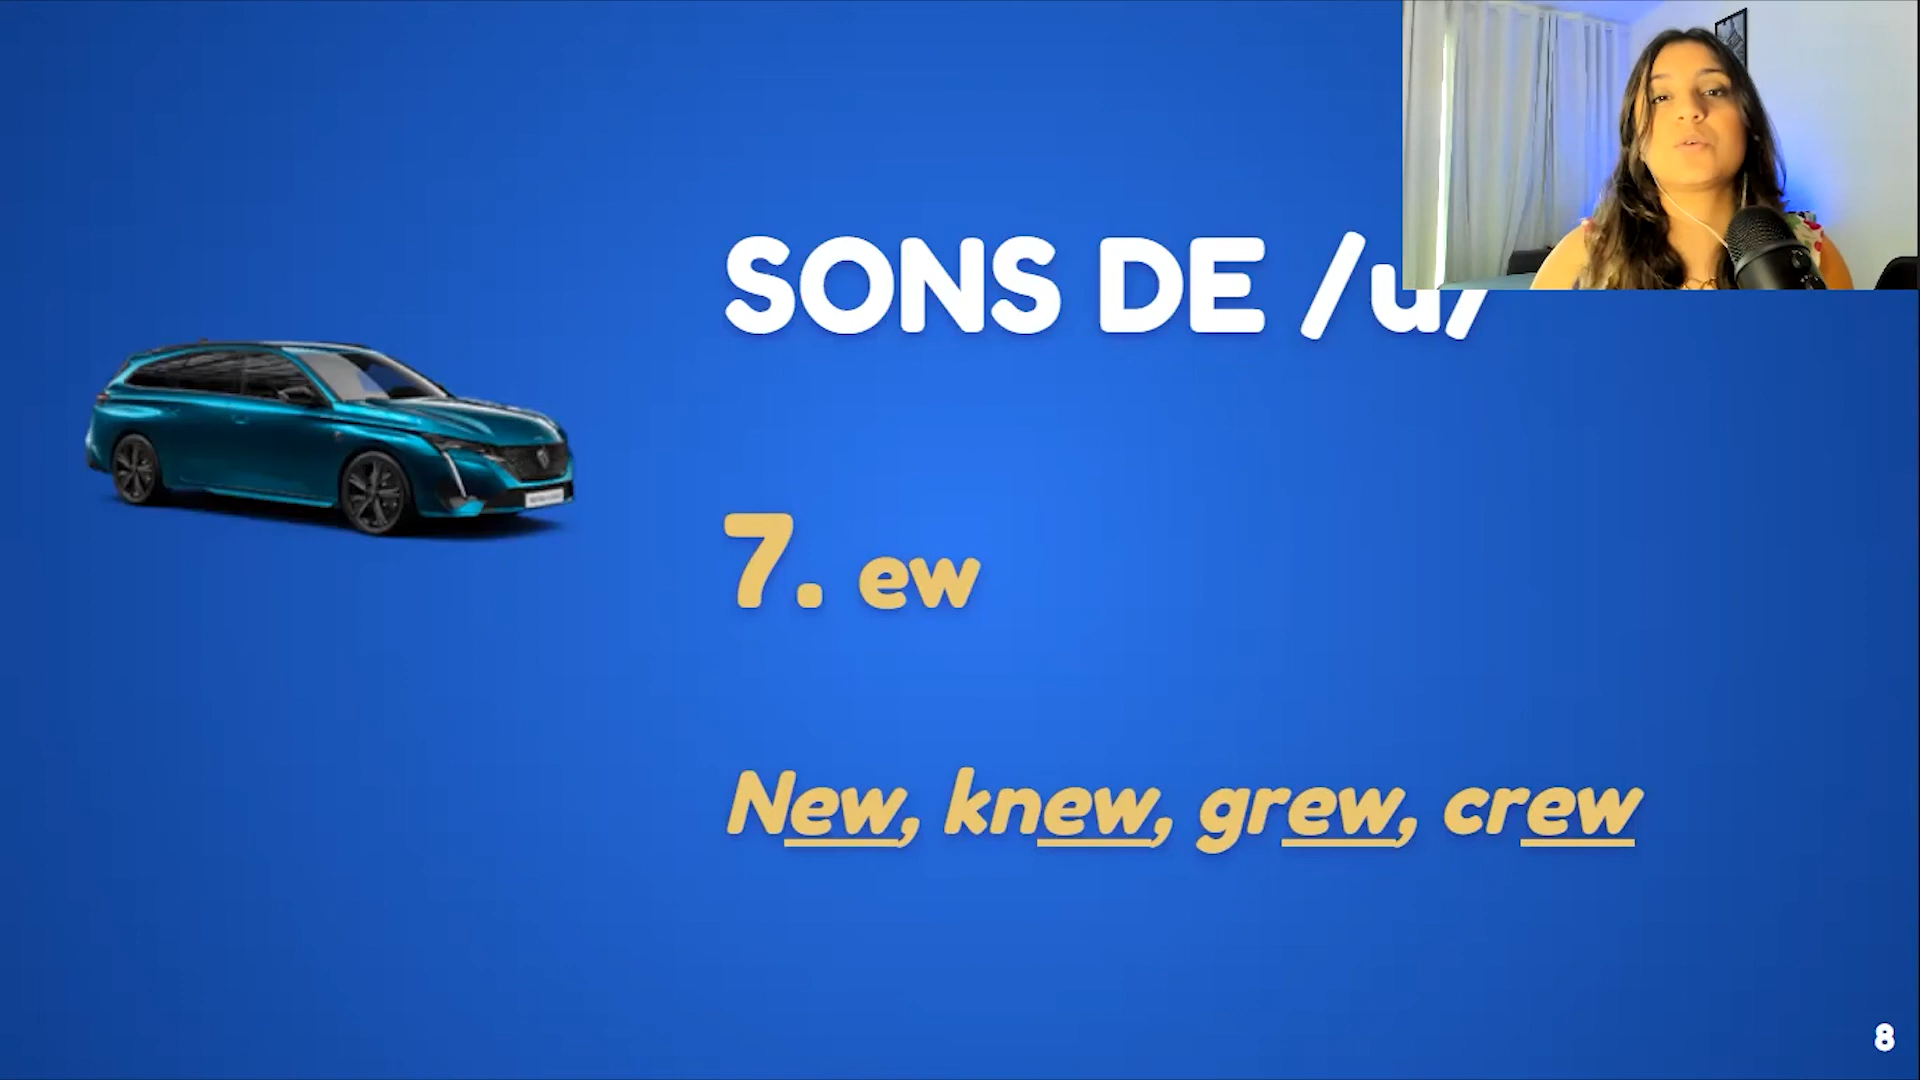 SONS DE /u/
7. ew
New, knew, grew, crew
8